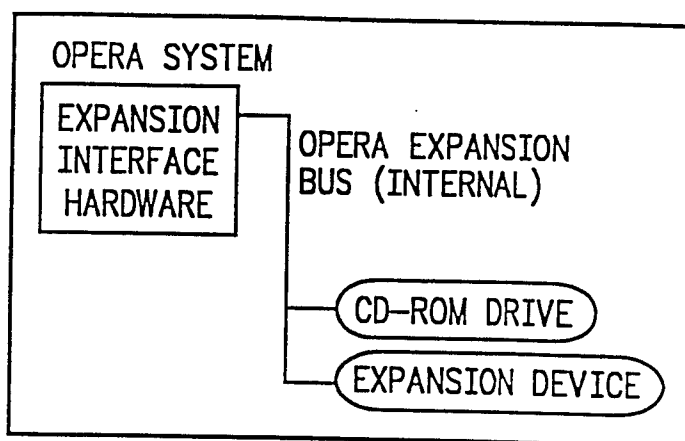 OPERA SYSTEM
EXPANSION
INTERFACE
HARDWARE
OPERA EXPANSION
BUS (INTERNAL)
CD-ROM DRIVE
EXPANSION DEVICE